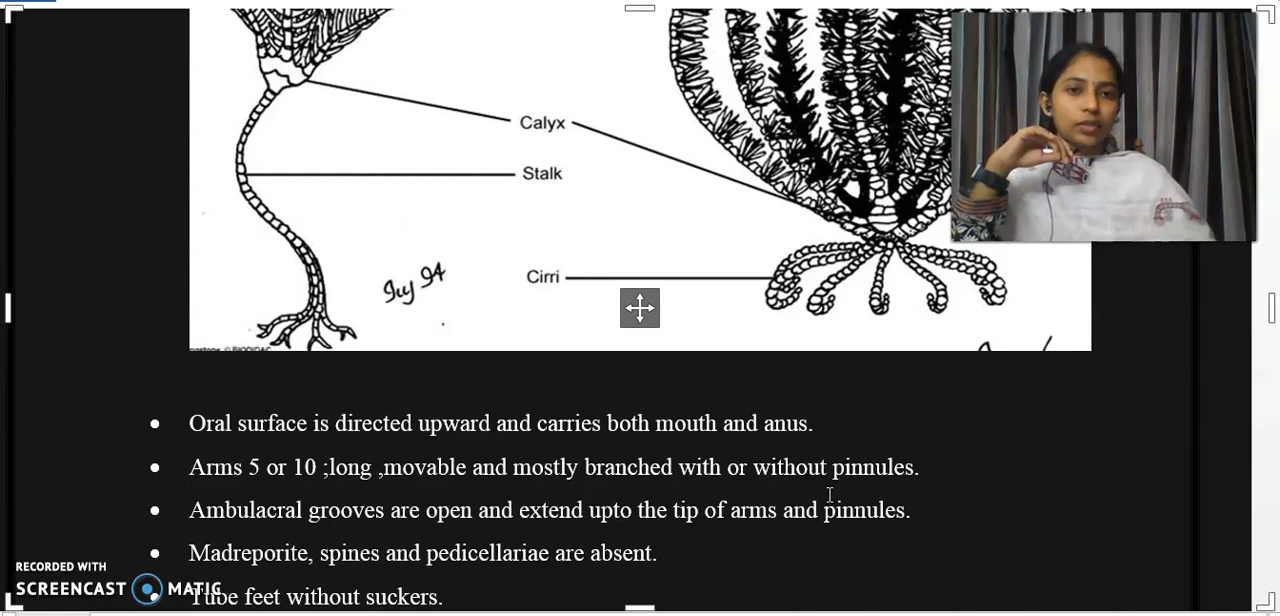 Calyx
Stalk
Cirri
• Oral surface is directed upward and carries both mouth and anus.
• Arms 5 or 10 ;long ,movable and mostly branched with or without pinnules.
• Ambulacral grooves are open and extend upto the tip of arms and pinnules.
• Madreporite, spines and pedicellariae are absent.
Tube feet without suckers.
RECORDED WITH
SCREENCAST MATIC